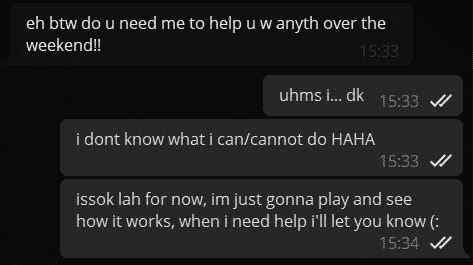 eh btw do u need me to help u w anyth over the
weekend!!
15:33
uhms i... dk
15:33
i dont know what i can/cannot do HAHA
15:33
issok lah for now, im just gonna play and see
how it works, when i need help i'll let you know (:
15:34